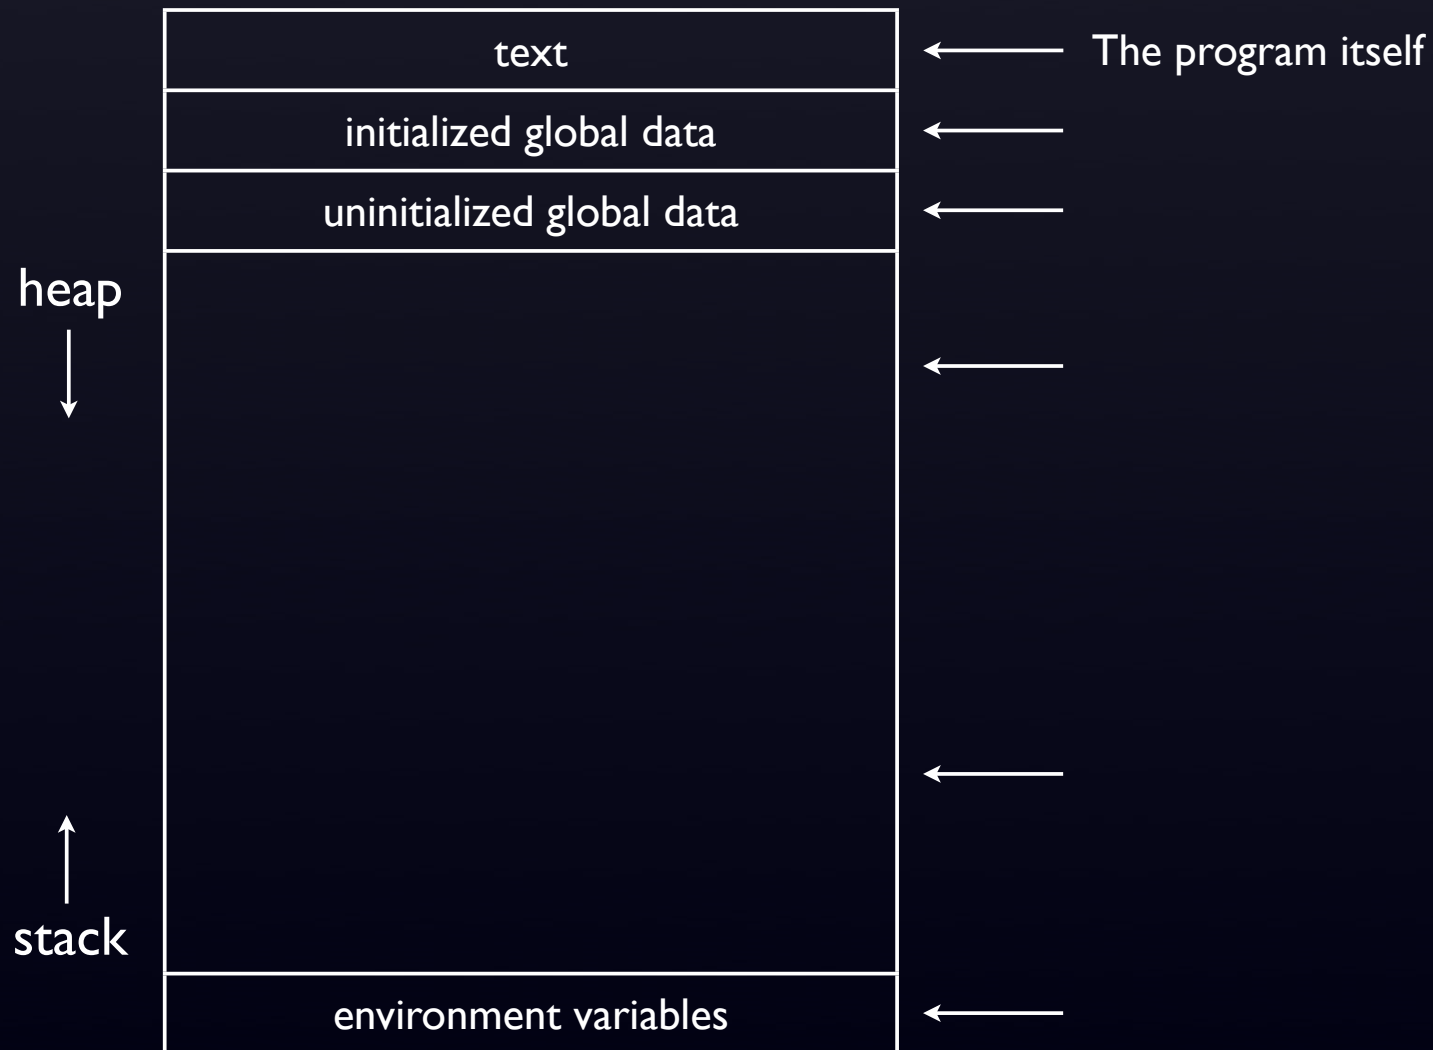 text
The program itself
initialized global data
uninitialized global data
heap
stack
environment variables